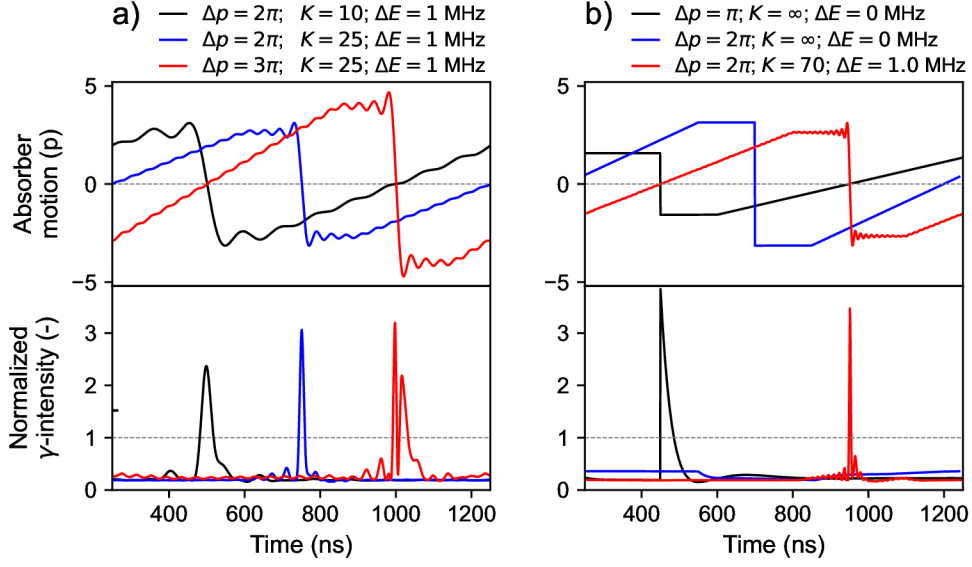 a)
Δp = 2π; K = 10; ΔE = 1 MHz
Δp = 2π; K = 25; ΔE = 1 MHz
Δp = 3π; K = 25; ΔE = 1 MHz
b)
Δp = π; K = ∞; ΔE = 0 MHz
Δp = 2π; K = ∞; ΔE = 0 MHz
Δp = 2π; K = 70; ΔE = 1.0 MHz
Absorber
motion (p)
5
0
−5
5
0
−5
Normalized
γ-intensity (-)
3
2
1
0
3
2
1
0
400 600 800 1000 1200
Time (ns)
400 600 800 1000 1200
Time (ns)